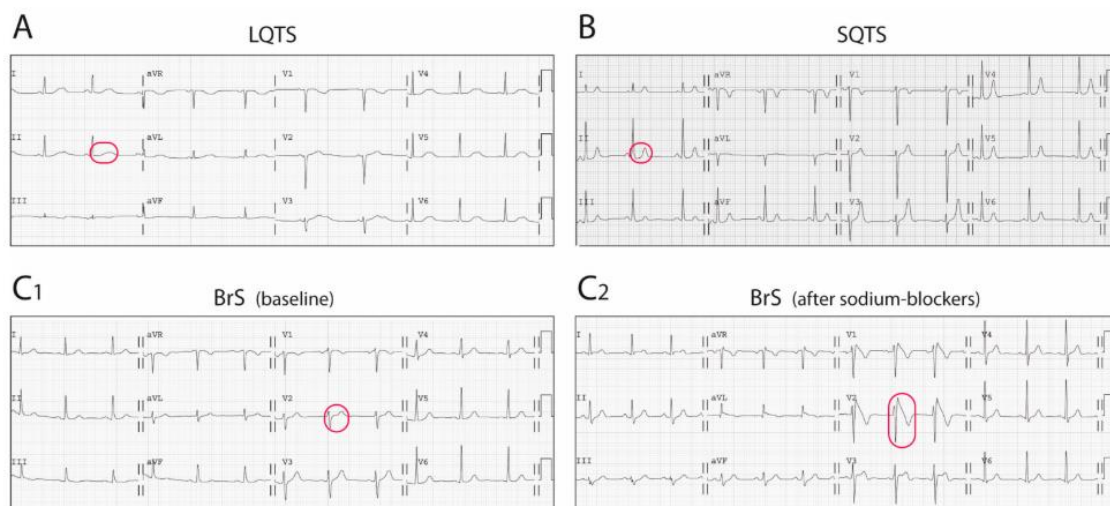 A
LQTS
I
aVR
V1
V4
II
aVL
V2
V5
III
aVF
V3
V6
B
SQTS
I
aVR
V1
V4
II
aVL
V2
V5
III
aVF
V3
V6
C1
BrS (baseline)
I
aVR
V1
V4
II
aVL
V2
V5
III
aVF
V3
V6
C2
BrS (after sodium-blockers)
I
aVR
V1
V4
II
aVL
V2
V5
III
aVF
V3
V6